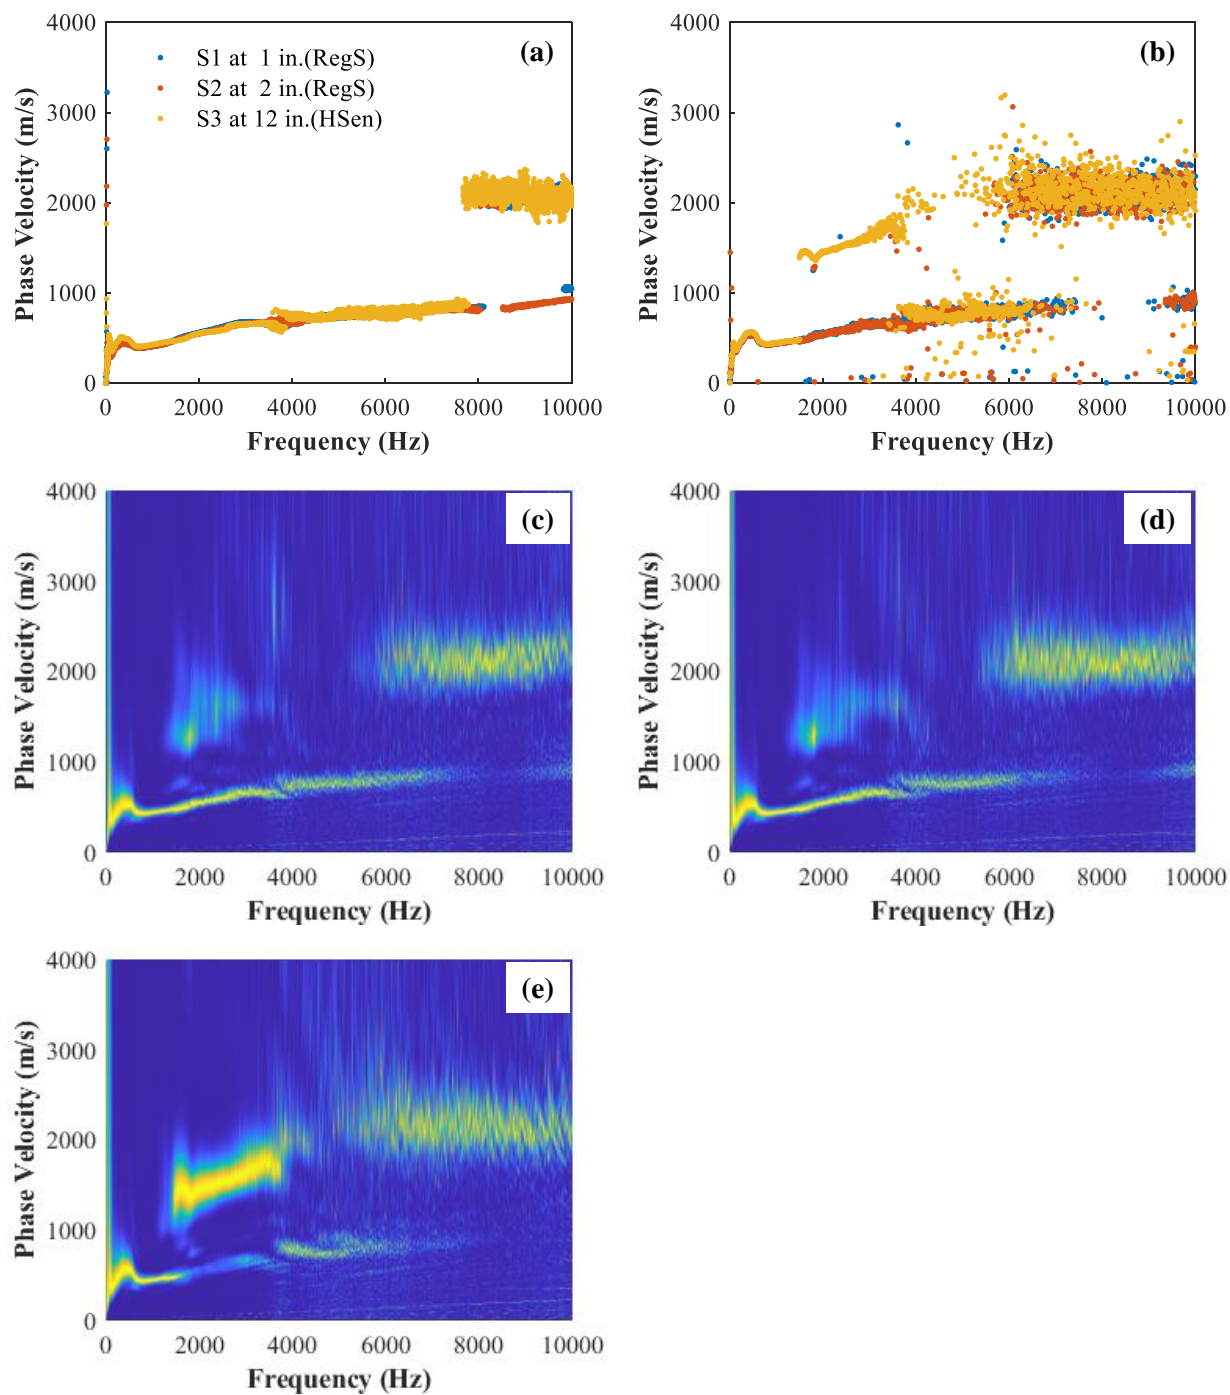 4000
(a)
S1 at  1 in.(RegS)
S2 at  2 in.(RegS)
S3 at 12 in.(HSen)
3000
2000
1000
0
Phase Velocity (m/s)
0 2000 4000 6000 8000 10000
Frequency (Hz)
4000
(b)
3000
2000
1000
0
Phase Velocity (m/s)
0 2000 4000 6000 8000 10000
Frequency (Hz)
4000
(c)
3000
2000
1000
0
Phase Velocity (m/s)
0 2000 4000 6000 8000 10000
Frequency (Hz)
4000
(d)
3000
2000
1000
0
Phase Velocity (m/s)
0 2000 4000 6000 8000 10000
Frequency (Hz)
4000
(e)
3000
2000
1000
0
Phase Velocity (m/s)
0 2000 4000 6000 8000 10000
Frequency (Hz)